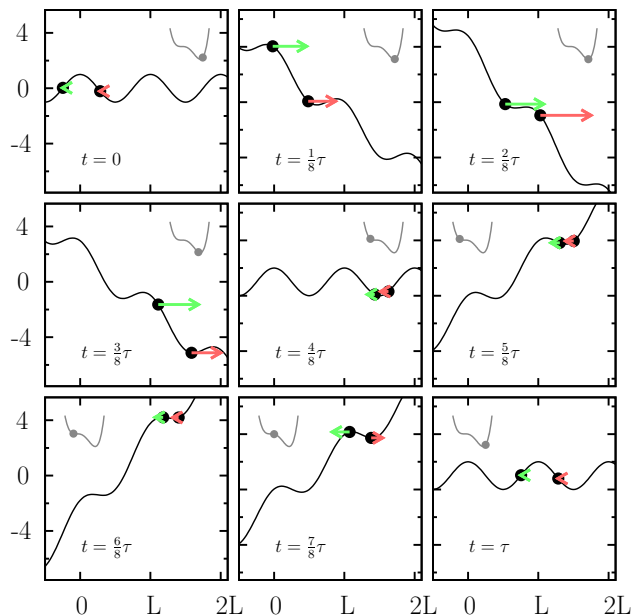 4
0
-4
t = 0
t = 1/8 τ
t = 2/8 τ
4
0
-4
t = 3/8 τ
t = 4/8 τ
t = 5/8 τ
4
0
-4
t = 6/8 τ
t = 7/8 τ
t = τ
0 L 2L 0 L 2L 0 L 2L